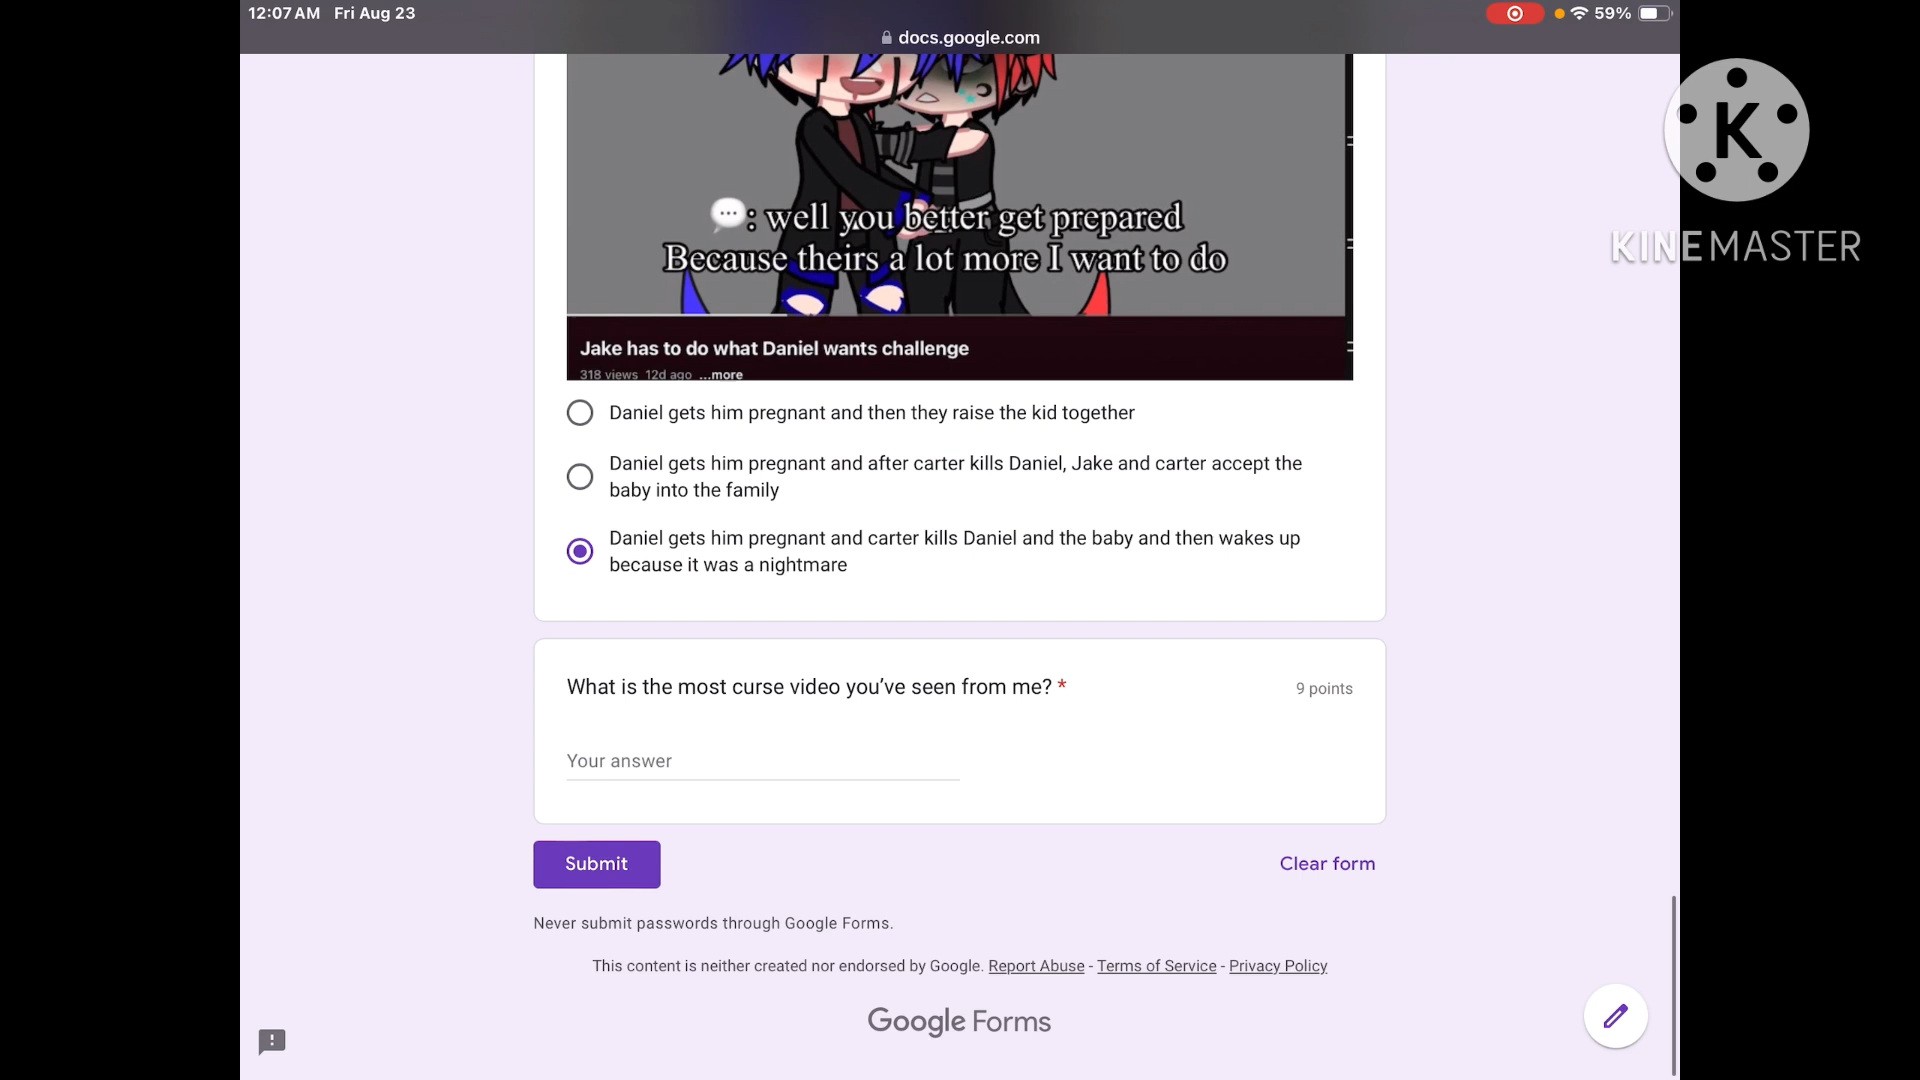 12:07 AM Fri Aug 23
59%
docs.google.com
K
KINEMASTER
💬: well you better get prepared
Because theirs a lot more I want to do
Jake has to do what Daniel wants challenge
318 views 12d ago ...more
Daniel gets him pregnant and then they raise the kid together
Daniel gets him pregnant and after carter kills Daniel, Jake and carter accept the
baby into the family
Daniel gets him pregnant and carter kills Daniel and the baby and then wakes up
because it was a nightmare
What is the most curse video you’ve seen from me? *
9 points
Your answer
Submit
Clear form
Never submit passwords through Google Forms.
This content is neither created nor endorsed by Google. Report Abuse - Terms of Service - Privacy Policy
Google Forms